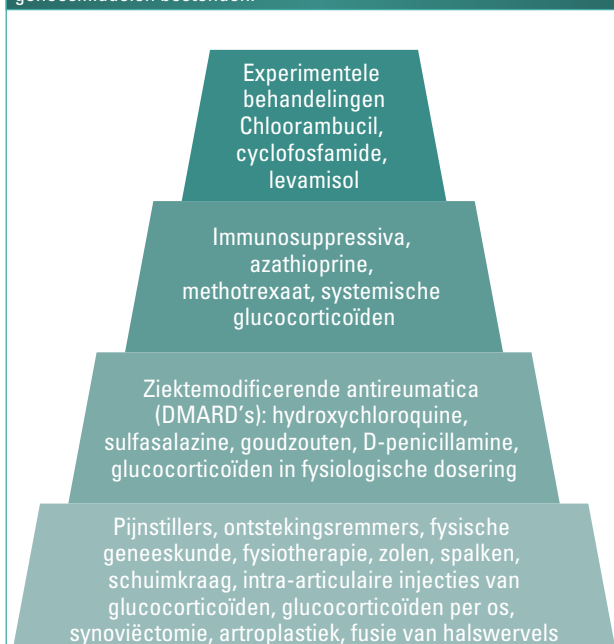 Experimentele
behandelingen
Chloorambucil,
cyclofosfamide,
levamisol
Immunosuppressiva,
azathioprine,
methotrexaat, systemische
glucocorticoïden
Ziektemodificerende antireumatica
(DMARD's): hydroxychloroquine,
sulfasalazine, goudzouten, D-penicillamine,
glucocorticoïden in fysiologische dosering
Pijnstillers, ontstekingsremmers, fysische
geneeskunde, fysiotherapie, zolen, spalken,
schuimkraag, intra-articulaire injecties van
glucocorticoïden, glucocorticoïden per os,
synoviëctomie, artroplastiek, fusie van halswervels